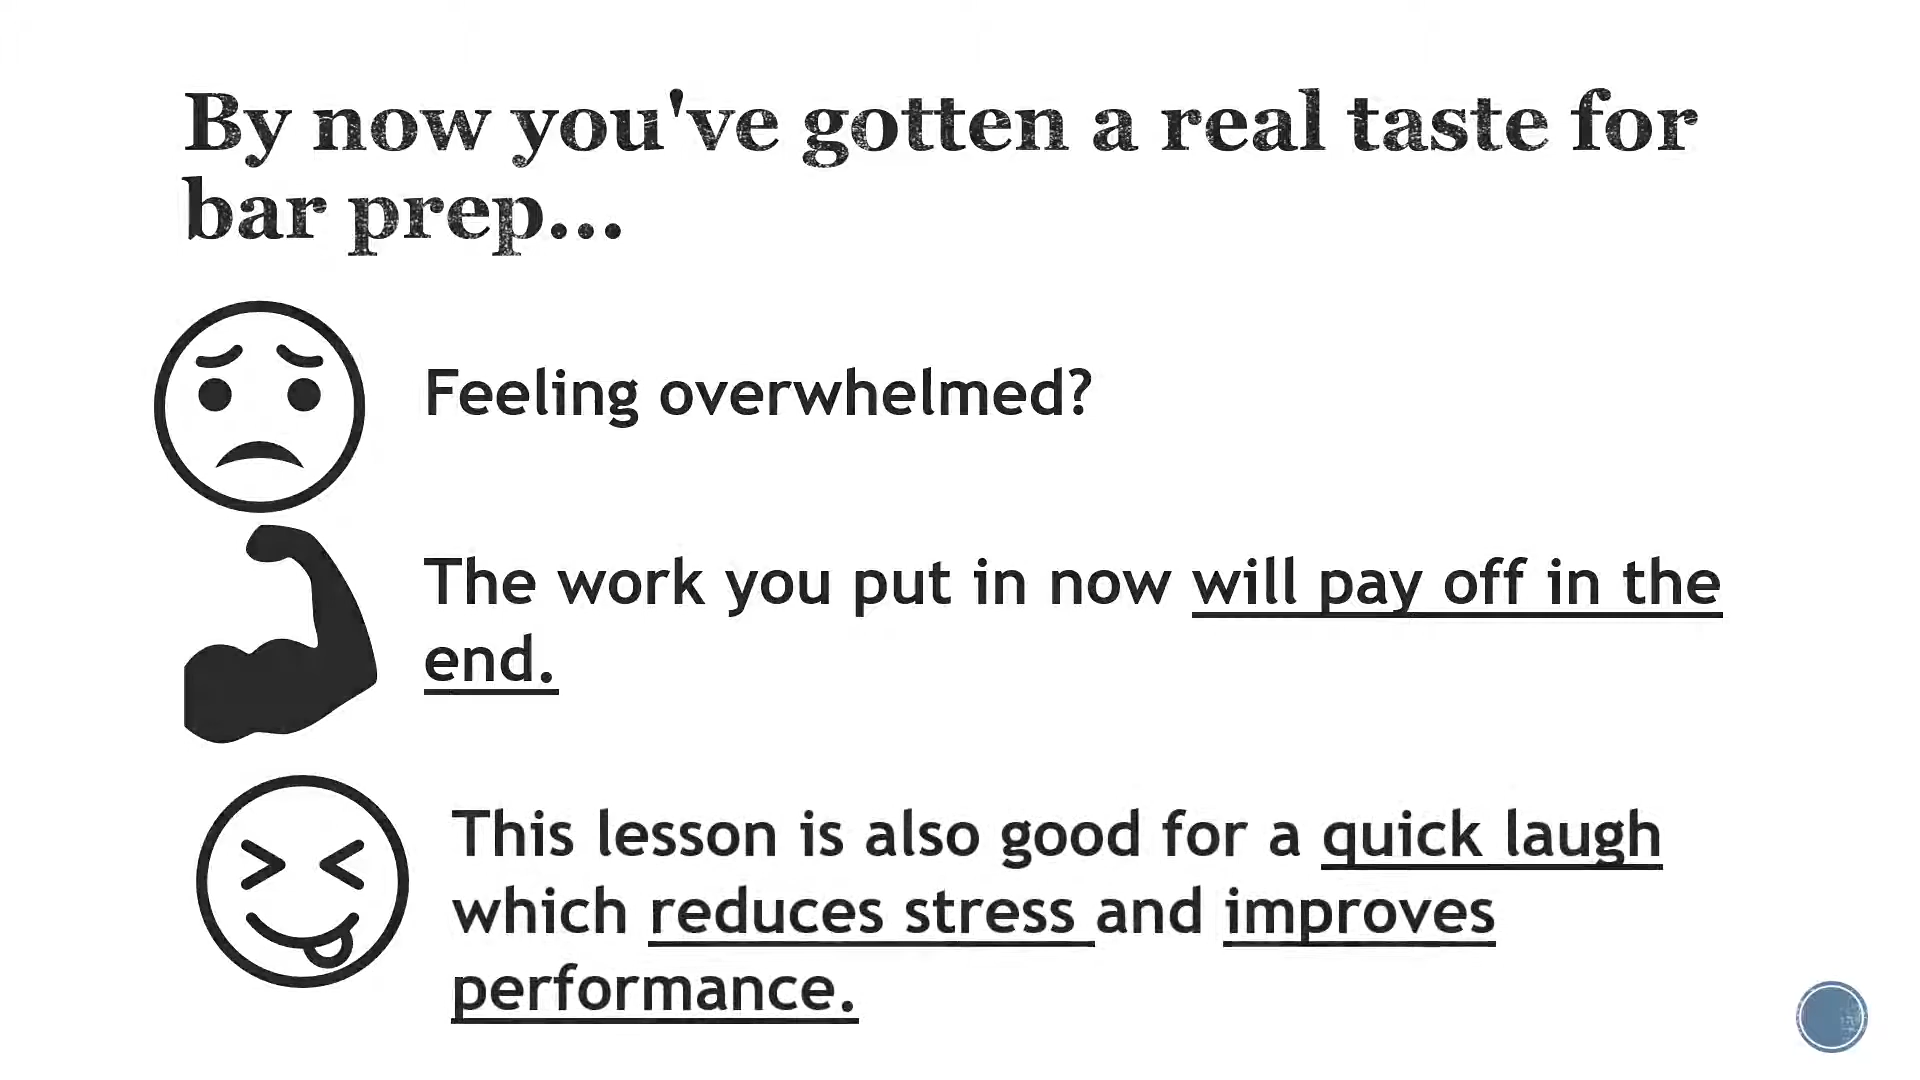 By now you've gotten a real taste for
bar prep...
Feeling overwhelmed?
The work you put in now will pay off in the
end.
This lesson is also good for a quick laugh
which reduces stress and improves
performance.